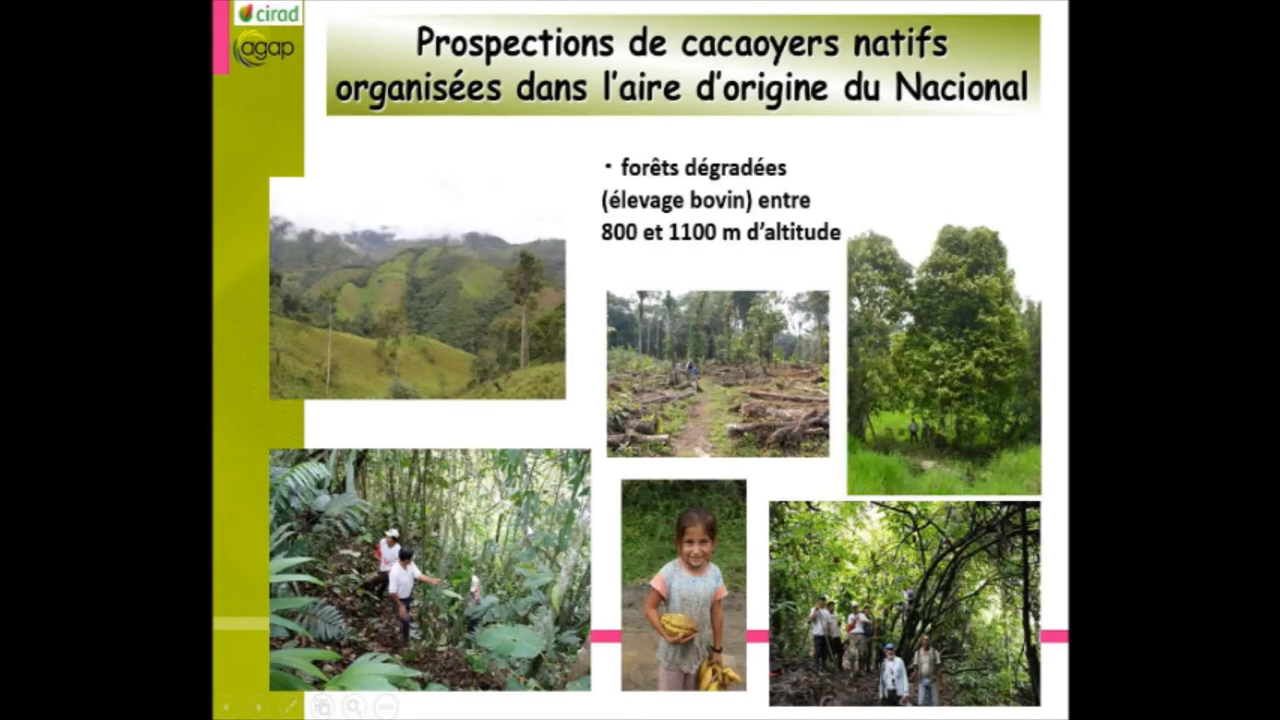 cirad
agap
Prospections de cacaoyers natifs
organisées dans l'aire d'origine du Nacional
· forêts dégradées
(élevage bovin) entre
800 et 1100 m d'altitude